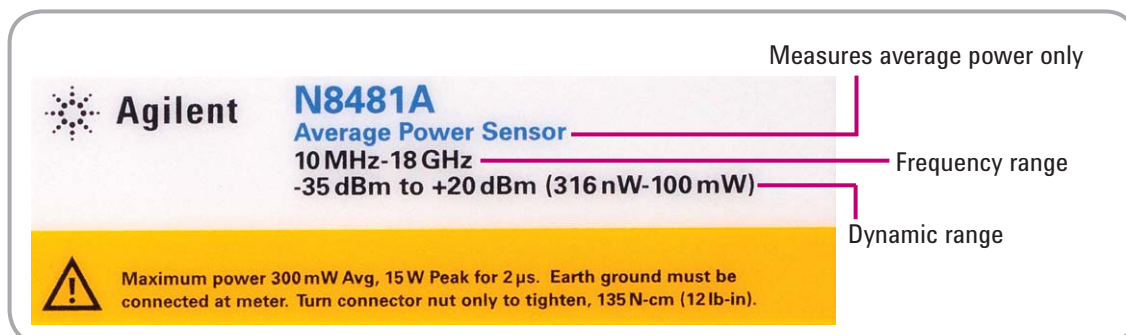 Measures average power only
Agilent
N8481A
Average Power Sensor
10 MHz-18 GHz
Frequency range
-35 dBm to +20 dBm (316 nW-100 mW)
Dynamic range
Maximum power 300 mW Avg, 15 W Peak for 2 µs. Earth ground must be
connected at meter. Turn connector nut only to tighten, 135 N-cm (12 lb-in).